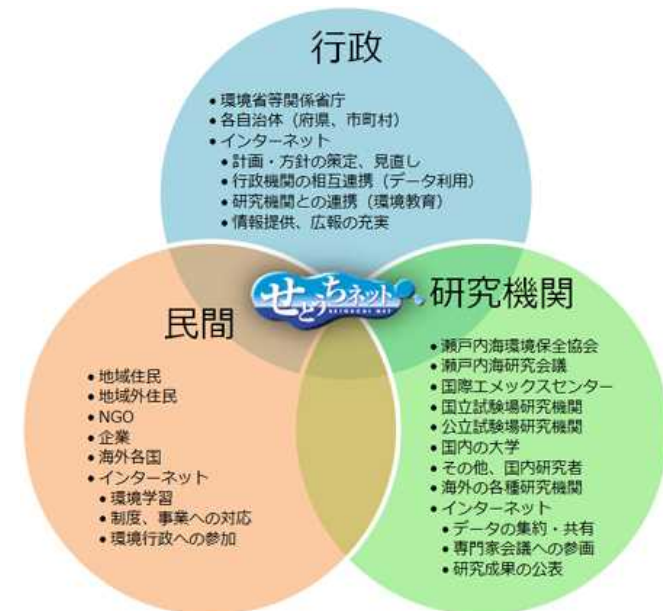 行政
• 環境省等関係省庁
• 各自治体（府県、市町村）
• インターネット
• 計画・方針の策定、見直し
• 行政機関の相互連携（データ利用）
• 研究機関との連携（環境教育）
• 情報提供、広報の充実
せとうちネット
SETOUCHI NET
民間
• 地域住民
• 地域外住民
• NGO
• 企業
• 海外各国
• インターネット
• 環境学習
• 制度、事業への対応
• 環境行政への参加
研究機関
• 瀬戸内海環境保全協会
• 瀬戸内海研究会議
• 国際エメックスセンター
• 国立試験場研究機関
• 公立試験場研究機関
• 国内の大学
• その他、国内研究者
• 海外の各種研究機関
• インターネット
• データの集約・共有
• 専門家会議への参画
• 研究成果の公表